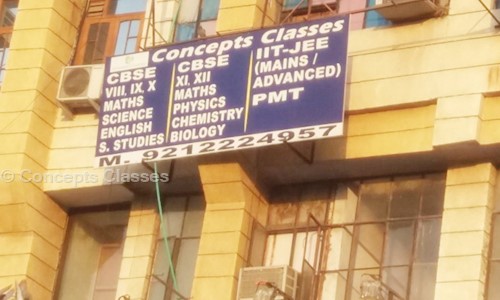 Concepts Classes
CBSE
VIII, IX, X
MATHS
SCIENCE
ENGLISH
S. STUDIES
CBSE
XI, XII
MATHS
PHYSICS
CHEMISTRY
BIOLOGY
IIT-JEE
(MAINS /
ADVANCED)
PMT
M. 9212224957
© Concepts Classes